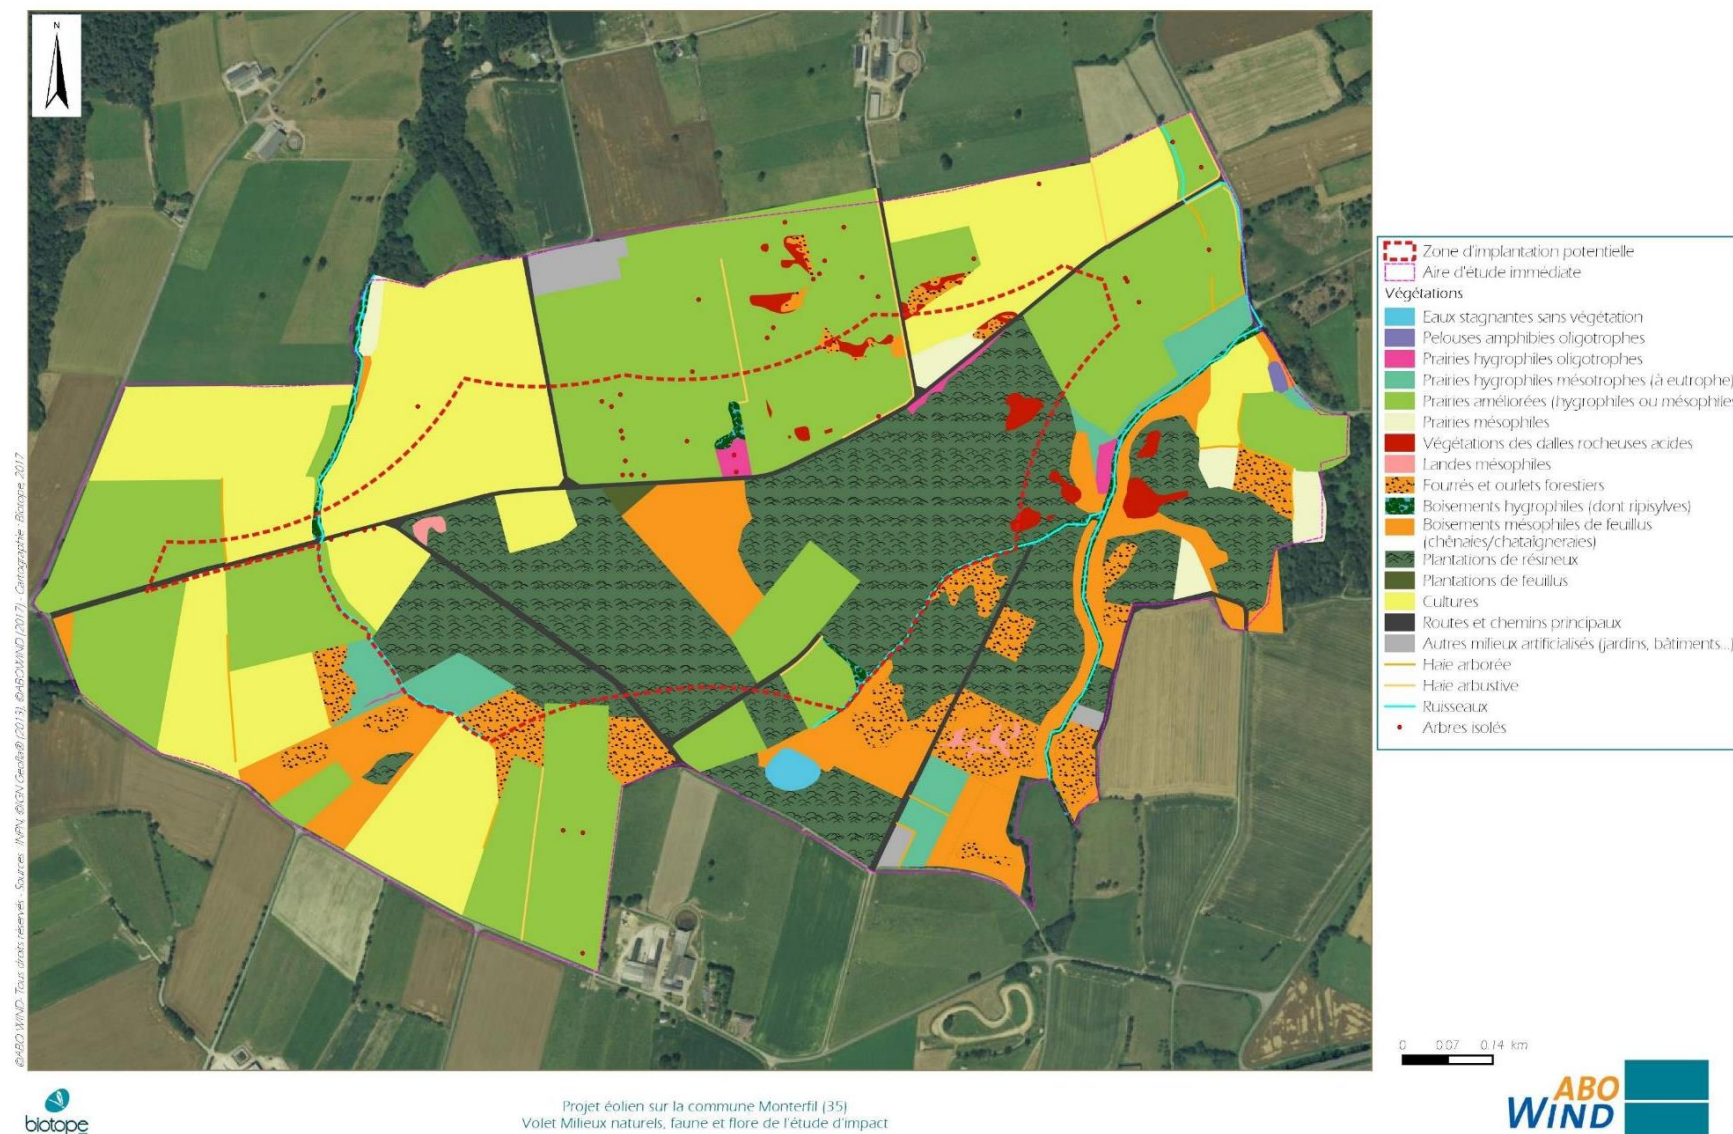 N
Zone d'implantation potentielle
Aire d'étude immédiate
Végétations
Eaux stagnantes sans végétation
Pelouses amphibies oligotrophes
Prairies hygrophiles oligotrophes
Prairies hygrophiles mésotrophes (à eutrophe)
Prairies améliorées (hygrophiles ou mésophiles
Prairies mésophiles
Végétations des dalles rocheuses acides
Landes mésophiles
Fourrés et ourlets forestiers
Boisements hygrophiles (dont ripisylves)
Boisements mésophiles de feuillus
(chênaies/chataîgneraies)
Plantations de résineux
Plantations de feuillus
Cultures
Routes et chemins principaux
Autres milieux artificialisés (jardins, bâtiments...)
Haie arborée
Haie arbustive
Ruisseaux
Arbres isolés
©ABO WIND- Tous droits réservés - Sources : INPN, ©IGN Geofla® (2013), ©ABOWIND (2017) - Cartographie : Biotope, 2017
0 0,07 0,14 km
biotope
Projet éolien sur la commune Monterfil (35)
Volet Milieux naturels, faune et flore de l'étude d'impact
ABO
WIND